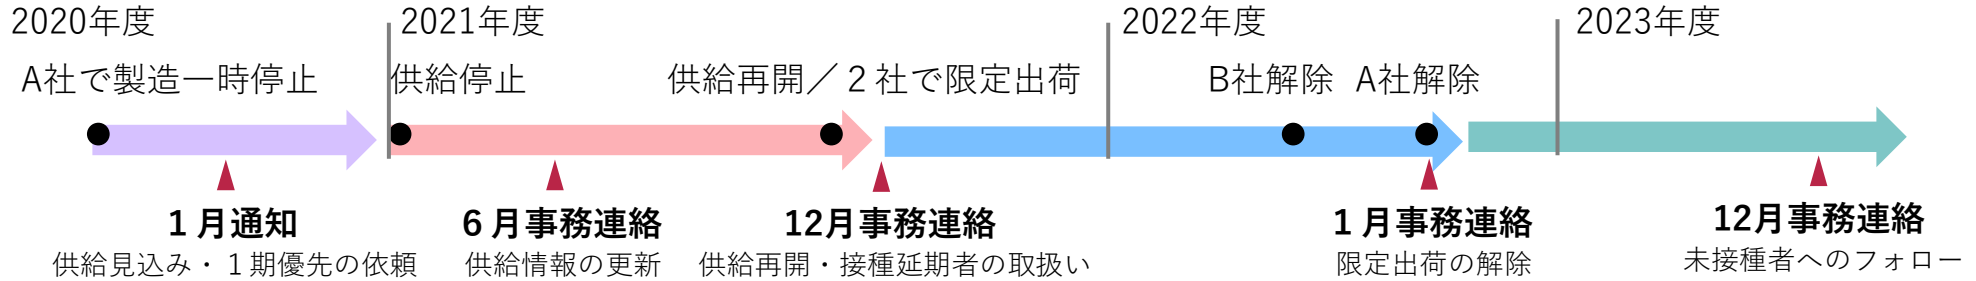 2020年度
2021年度
2022年度
2023年度
A社で製造一時停止
供給停止
供給再開／２社で限定出荷
B社解除
A社解除
１月通知
供給見込み・１期優先の依頼
６月事務連絡
供給情報の更新
12月事務連絡
供給再開・接種延期者の取扱い
１月事務連絡
限定出荷の解除
12月事務連絡
未接種者へのフォロー